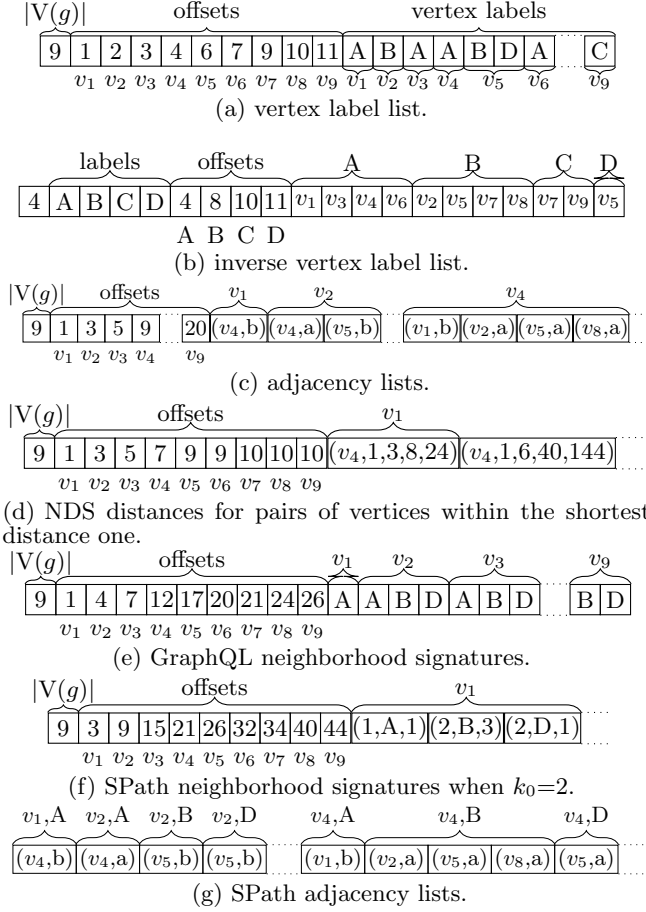 |V(g)| offsets vertex labels
9 1 2 3 4 6 7 9 10 11 A B A A B D A C
v₁ v₂ v₃ v₄ v₅ v₆ v₇ v₈ v₉ v₁ v₂ v₃ v₄ v₅ v₆ v₉
(a) vertex label list.
labels offsets A B C D
4 A B C D 4 8 10 11 v₁ v₃ v₄ v₆ v₂ v₅ v₇ v₈ v₇ v₉ v₅
A B C D
(b) inverse vertex label list.
|V(g)| offsets v₁ v₂ v₄
9 1 3 5 9 20 (v₄,b) (v₄,a) (v₅,b) (v₁,b) (v₂,a) (v₅,a) (v₈,a)
v₁ v₂ v₃ v₄ v₉
(c) adjacency lists.
|V(g)| offsets v₁
9 1 3 5 7 9 9 10 10 10 (v₄,1,3,8,24) (v₄,1,6,40,144)
v₁ v₂ v₃ v₄ v₅ v₆ v₇ v₈ v₉
(d) NDS distances for pairs of vertices within the shortest
distance one.
|V(g)| offsets v₁ v₂ v₃ v₉
9 1 4 7 12 17 20 21 24 26 A A B D A B D B D
v₁ v₂ v₃ v₄ v₅ v₆ v₇ v₈ v₉
(e) GraphQL neighborhood signatures.
|V(g)| offsets v₁
9 3 9 15 21 26 32 34 40 44 (1,A,1) (2,B,3) (2,D,1)
v₁ v₂ v₃ v₄ v₅ v₆ v₇ v₈ v₉
(f) SPath neighborhood signatures when k₀=2.
v₁,A v₂,A v₂,B v₂,D v₄,A v₄,B v₄,D
(v₄,b) (v₄,a) (v₅,b) (v₅,b) (v₁,b) (v₂,a) (v₅,a) (v₈,a) (v₅,a)
(g) SPath adjacency lists.